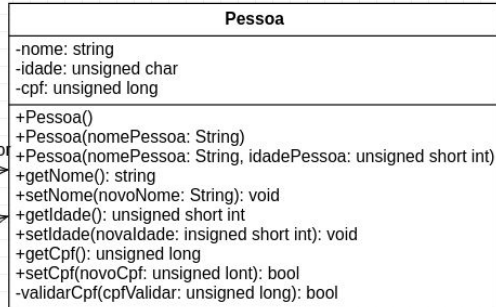 Pessoa
-nome: string
-idade: unsigned char
-cpf: unsigned long
+Pessoa()
+Pessoa(nomePessoa: String)
+Pessoa(nomePessoa: String, idadePessoa: unsigned short int)
+getNome(): string
+setNome(novoNome: String): void
+getIdade(): unsigned short int
+setIdade(novaIdade: insigned short int): void
+getCpf(): unsigned long
+setCpf(novoCpf: unsigned lont): bool
-validarCpf(cpfValidar: unsigned long): bool